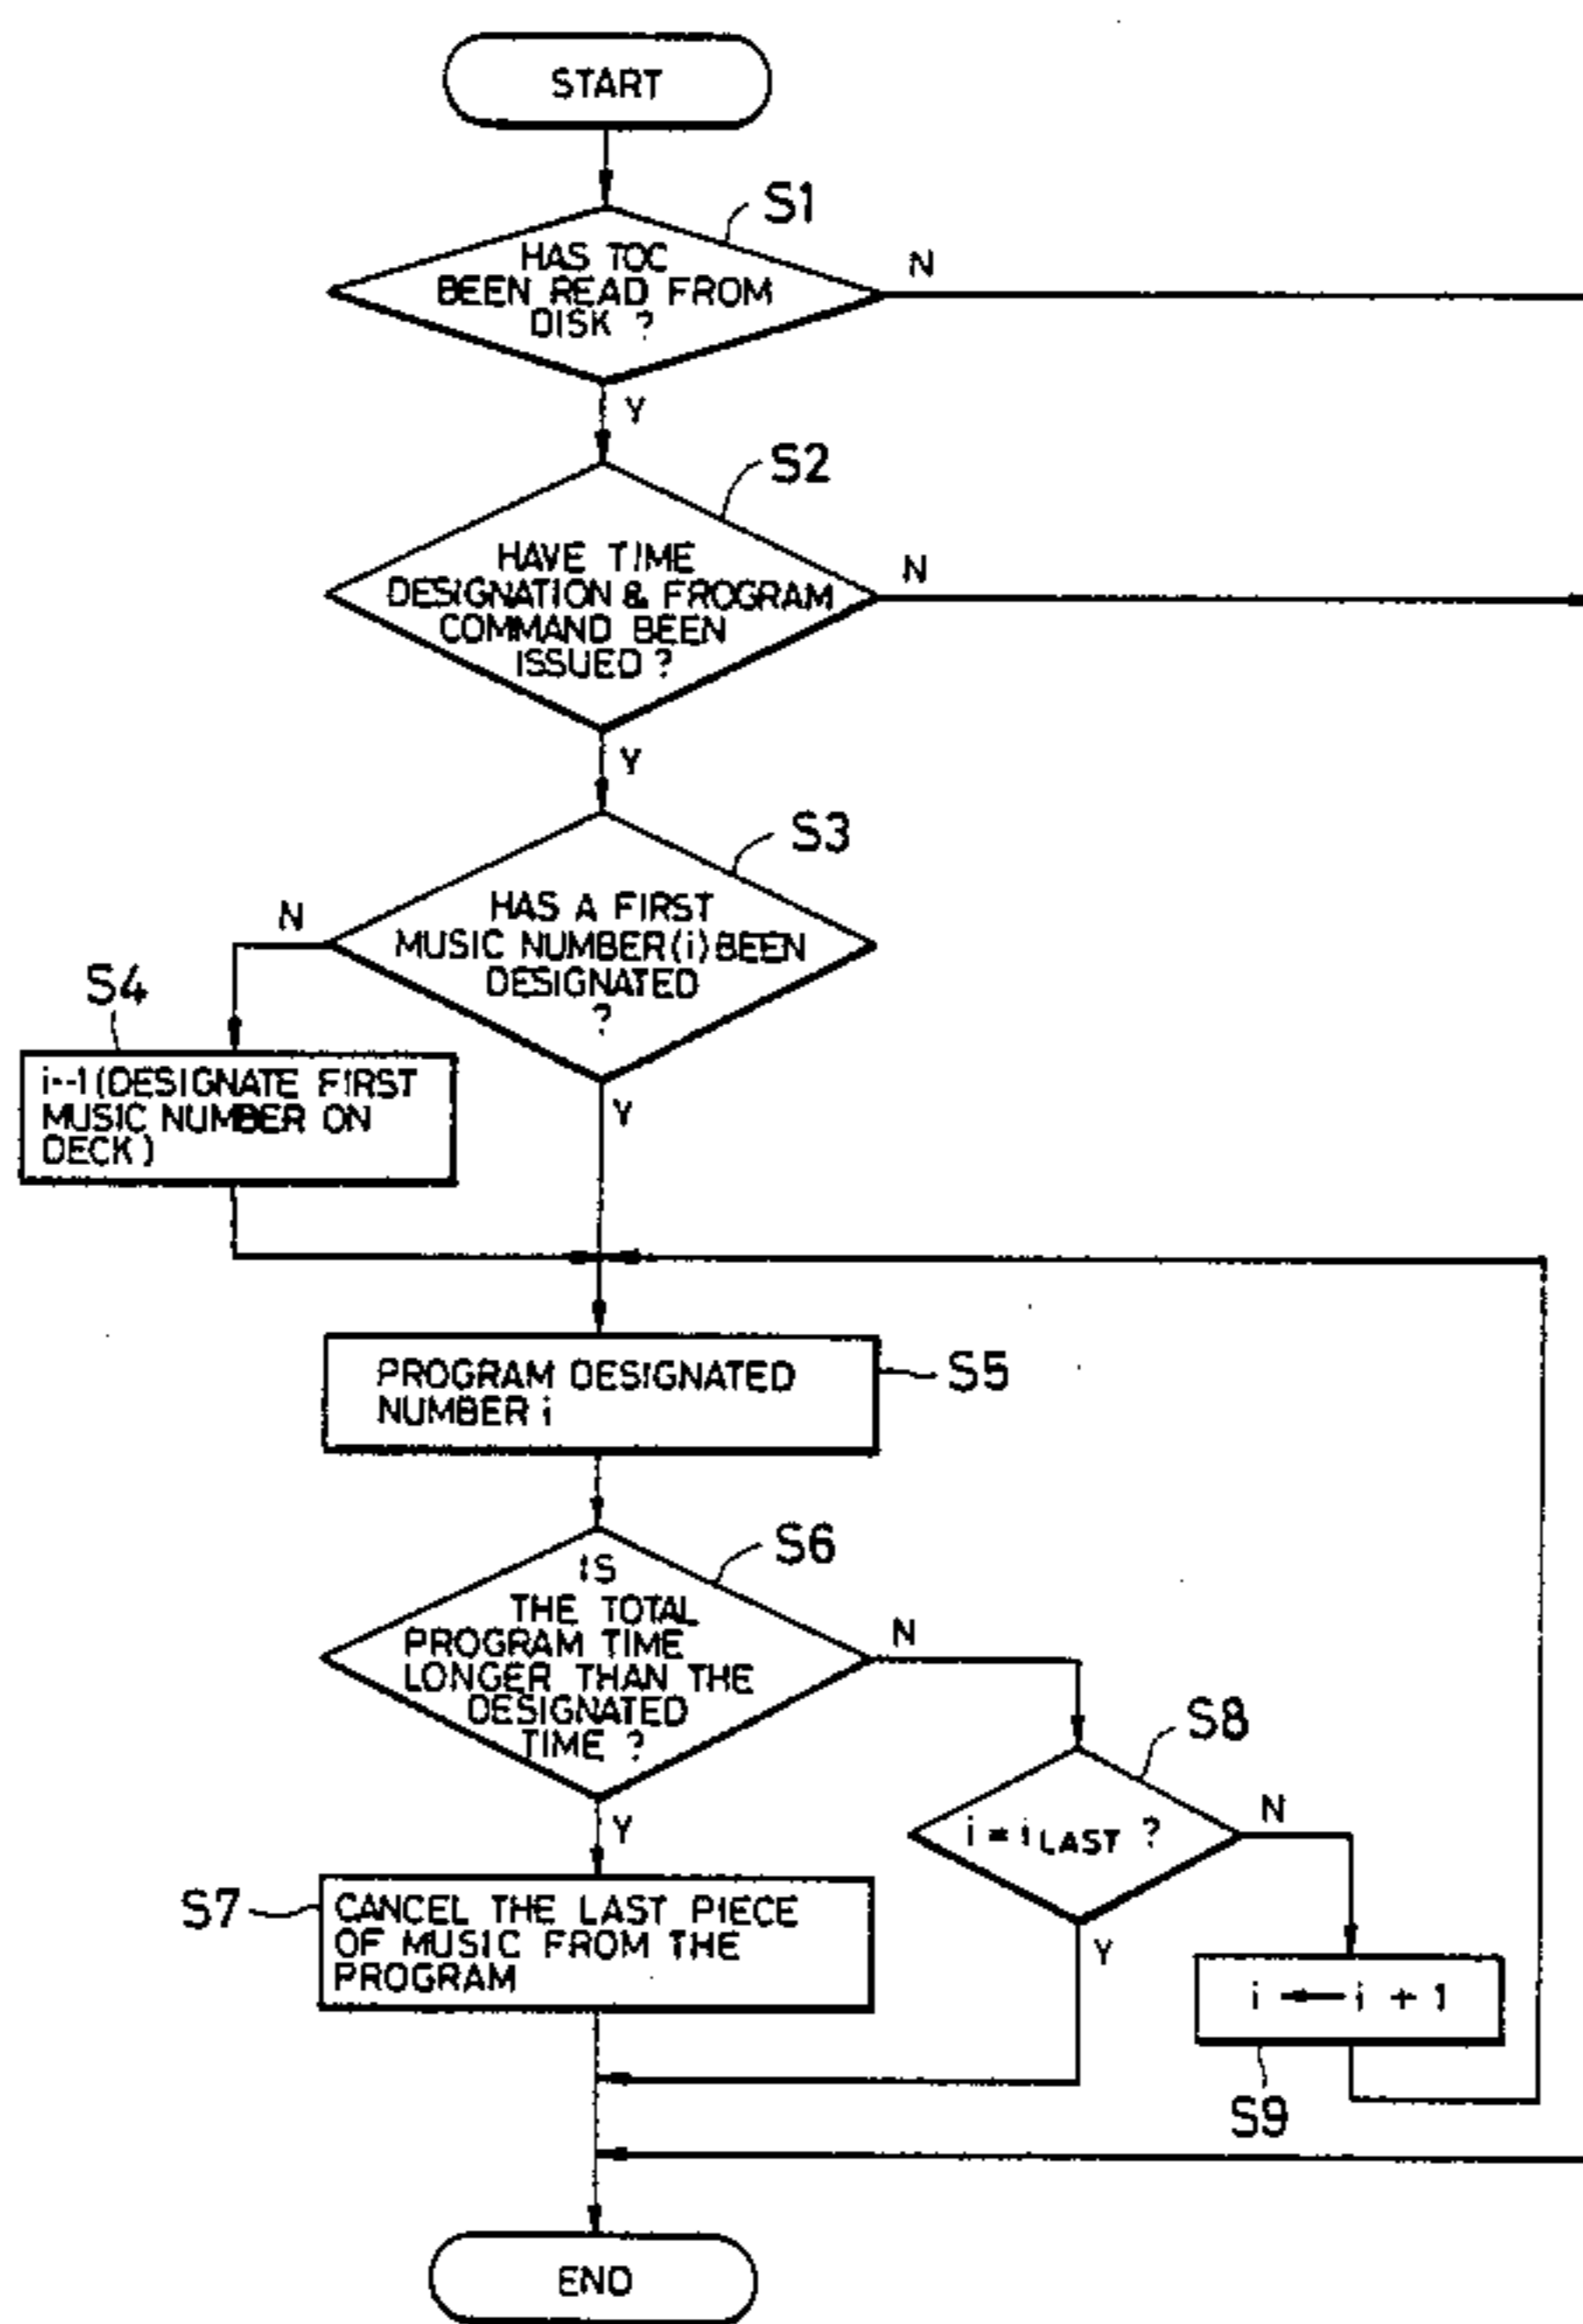 START
S1
HAS TOC
BEEN READ FROM
DISK ?
N
Y
S2
HAVE TIME
DESIGNATION & FROGRAM
COMMAND BEEN
ISSUED ?
N
Y
S3
HAS A FIRST
MUSIC NUMBER(i) BEEN
DESIGNATED
?
N
Y
S4
i--1(DESIGNATE FIRST
MUSIC NUMBER ON
DECK)
PROGRAM DESIGNATED
NUMBER i
S5
S6
IS
THE TOTAL
PROGRAM TIME
LONGER THAN THE
DESIGNATED
TIME ?
N
Y
S8
i = i LAST ?
N
Y
S7
CANCEL THE LAST PIECE
OF MUSIC FROM THE
PROGRAM
i ← i + 1
S9
END